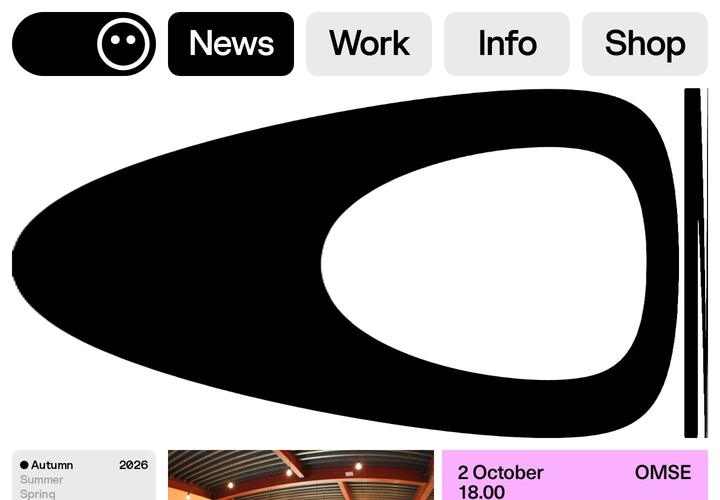 News
Work
Info
Shop
Autumn 2026
Summer
Spring
2 October OMSE
18.00